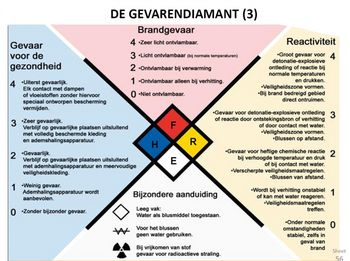 DE GEVARENDIAMANT (3)
Brandgevaar
4 •Zeer licht ontvlambaar.
3 •Licht ontvlambaar (bij normale temperaturen)
2 •Ontvlambaar bij verwarming
1 •Ontvlambaar alleen bij verhitting.
0 •Niet ontvlambaar.
Gevaar
voor de
gezondheid
4 •Uiterst gevaarlijk.
Elk contact met dampen
of vloeistoffen zonder hiervoor
speciaal ontworpen bescherming
vermijden.
3 •Zeer gevaarlijk.
Verblijf op gevaarlijke plaatsen uitsluitend
met volledig beschermde kleding
en ademshalingsapparatuur.
2 •Gevaarlijk.
Verblijf op gevaarlijke plaatsen uitsluitend
met ademshalingsapparatuur en meervoudige
veiligheidskleding.
1 •Weinig gevaar.
Ademshalingsapparatuur wordt
aanbevolen.
0 •Zonder bijzonder gevaar.
F
H
R
E
Reactiviteit
•Groot gevaar voor
detonatie-explosieve
ontleding of reactie bij
normale temperaturen
en drukken.
•Veiligheidszone vormen.
•Bij brand bedreigd gebied
direct ontruimen.
4
•Gevaar voor detonatie-explosieve ontleding
of reactie door ontstekingsbron of verhitting
of door contact met water.
•Veiligheidszone vormen.
•Blussen op afstand.
3
•Gevaar voor heftige chemische reactie
bij verhoogde temperatuur en druk of
bij contact met water.
•Verscherpte veiligheidsmaatregelen.
•Blussen op afstand.
2
•Wordt bij verhitting onstabiel
of kan met water reageren.
•Veiligheidsmaatregelen
treffen.
1
•Onder normale
omstandigheden
stabiel, zelfs in
geval van
brand
0
Bijzondere aanduiding
Leeg vak:
Water als blusmiddel toegestaan.
W
Voor het blussen
geen water gebruiken.
Bij vrijkomen van stof
gevaar voor radioactieve straling.
Sheet
56